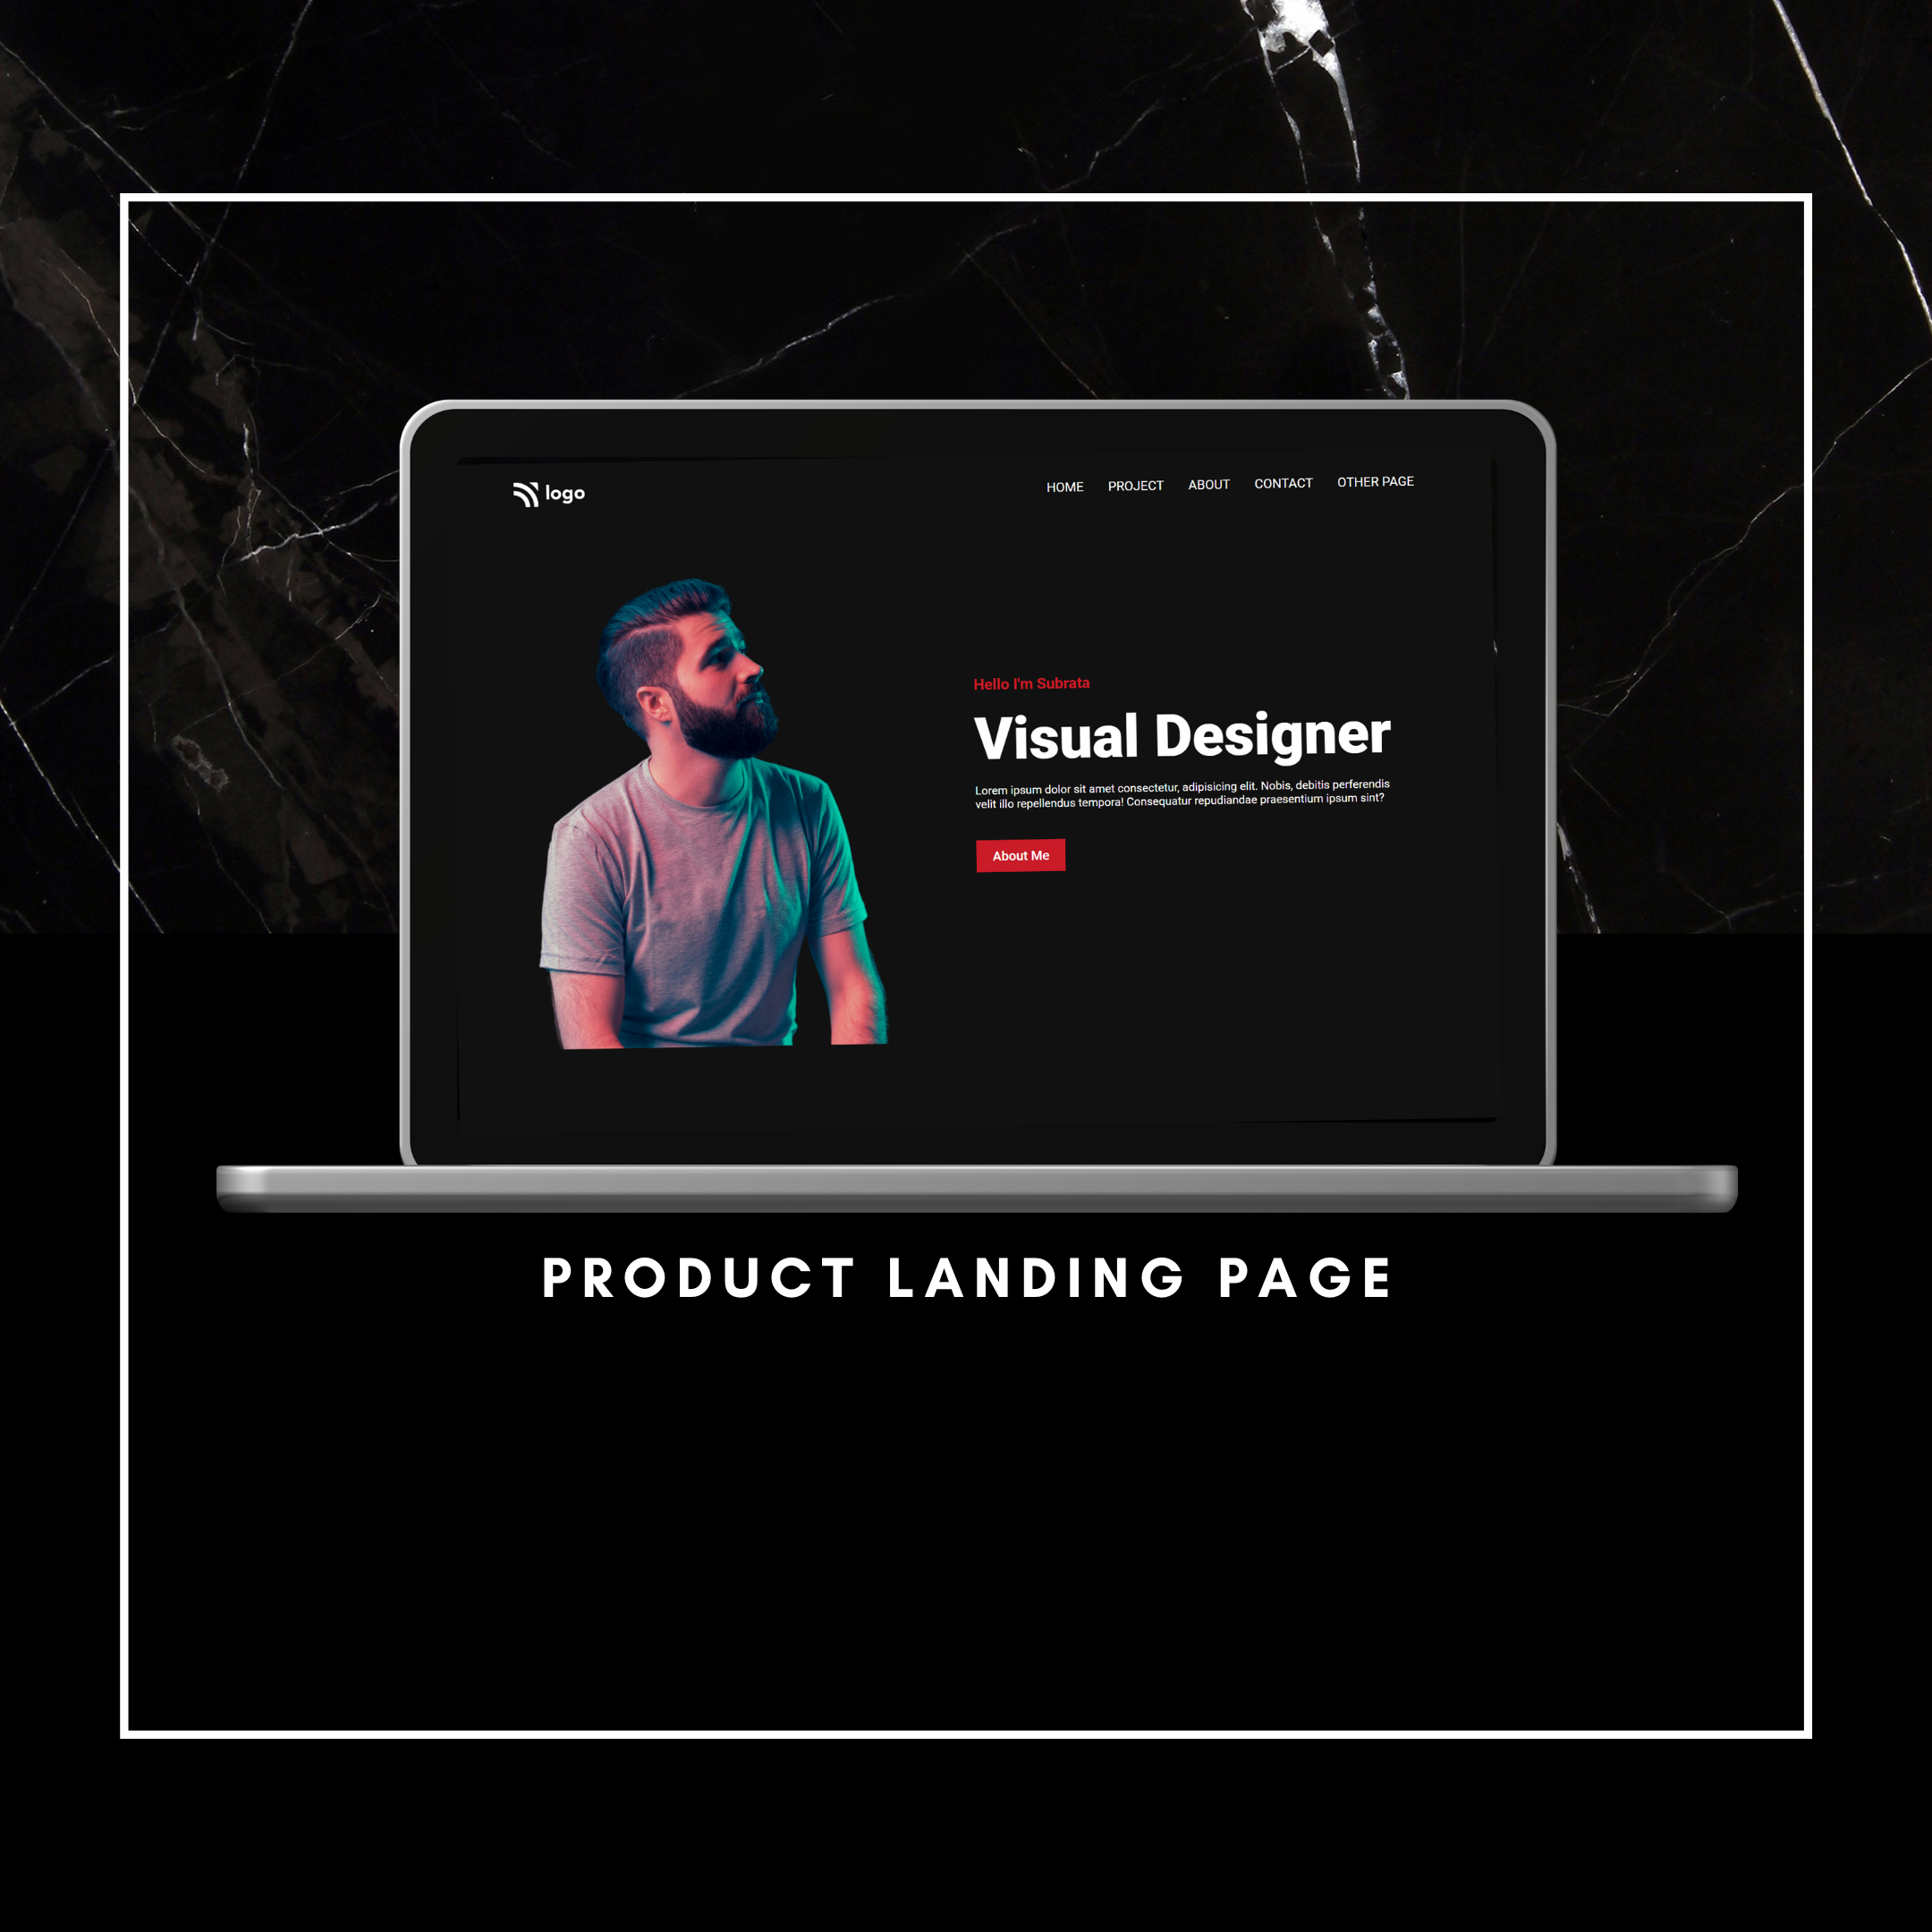 logo
HOME PROJECT ABOUT CONTACT OTHER PAGE
Hello I'm Subrata
Visual Designer
Lorem ipsum dolor sit amet consectetur, adipisicing elit. Nobis, debitis perferendis
velit illo repellendus tempora! Consequatur repudiandae praesentium ipsum sint?
About Me
PRODUCT LANDING PAGE